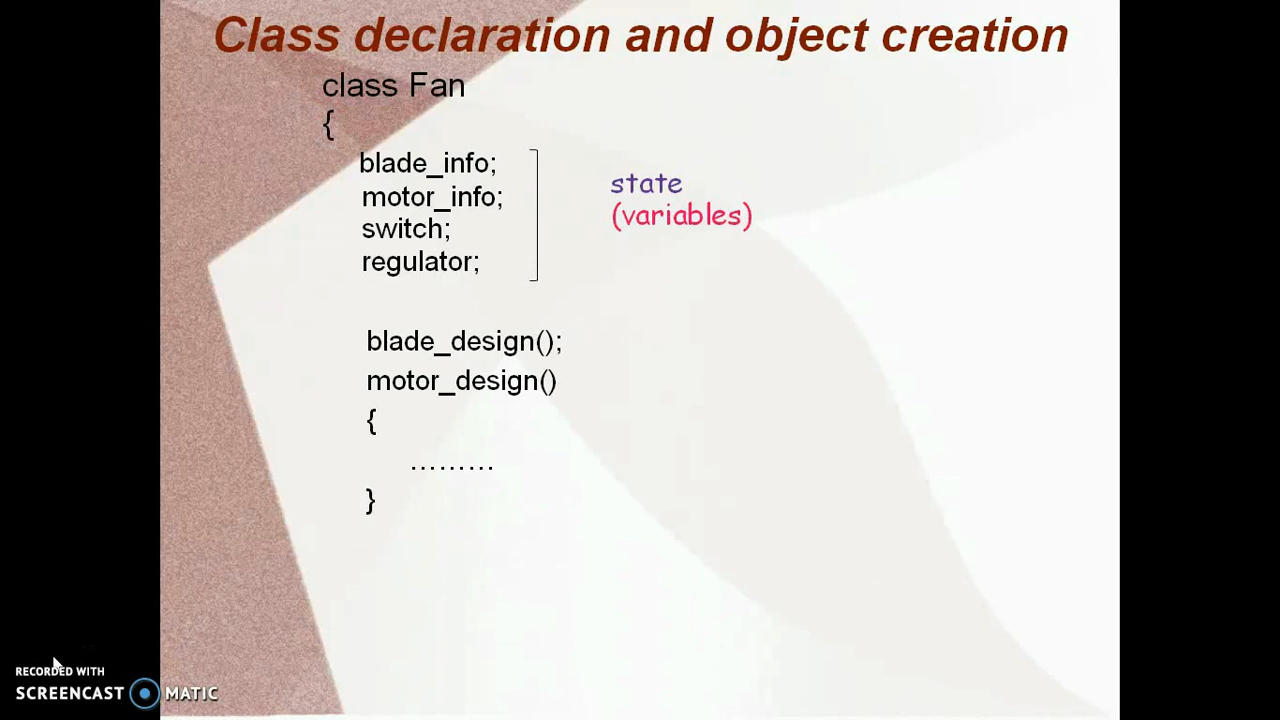 Class declaration and object creation
class Fan
{
blade_info;
motor_info;
switch;
regulator;
state
(variables)
blade_design();
motor_design()
{
………
}
RECORDED WITH
SCREENCAST MATIC